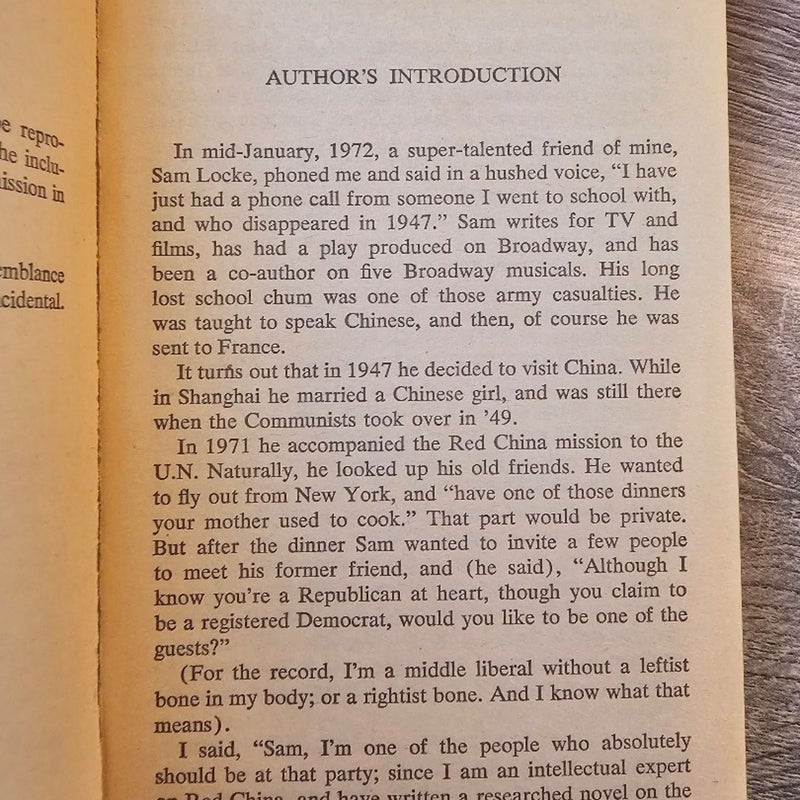 e repro-
he inclu-
ission in
emblance
cidental.
AUTHOR'S INTRODUCTION
In mid-January, 1972, a super-talented friend of mine,
Sam Locke, phoned me and said in a hushed voice, "I have
just had a phone call from someone I went to school with,
and who disappeared in 1947." Sam writes for TV and
films, has had a play produced on Broadway, and has
been a co-author on five Broadway musicals. His long
lost school chum was one of those army casualties. He
was taught to speak Chinese, and then, of course he was
sent to France.
It turns out that in 1947 he decided to visit China. While
in Shanghai he married a Chinese girl, and was still there
when the Communists took over in '49.
In 1971 he accompanied the Red China mission to the
U.N. Naturally, he looked up his old friends. He wanted
to fly out from New York, and "have one of those dinners
your mother used to cook." That part would be private.
But after the dinner Sam wanted to invite a few people
to meet his former friend, and (he said), "Although I
know you're a Republican at heart, though you claim to
be a registered Democrat, would you like to be one of the
guests?"
(For the record, I'm a middle liberal without a leftist
bone in my body; or a rightist bone. And I know what that
means).
I said, "Sam, I'm one of the people who absolutely
should be at that party; since I am an intellectual expert
on Red China, and have written a researched novel on the